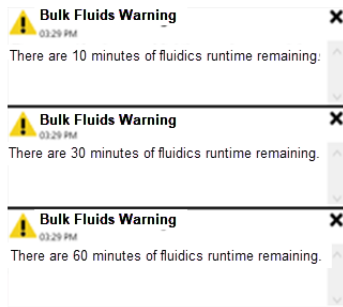 Bulk Fluids Warning
03:29 PM
There are 10 minutes of fluidics runtime remaining.
Bulk Fluids Warning
03:29 PM
There are 30 minutes of fluidics runtime remaining.
Bulk Fluids Warning
03:29 PM
There are 60 minutes of fluidics runtime remaining.